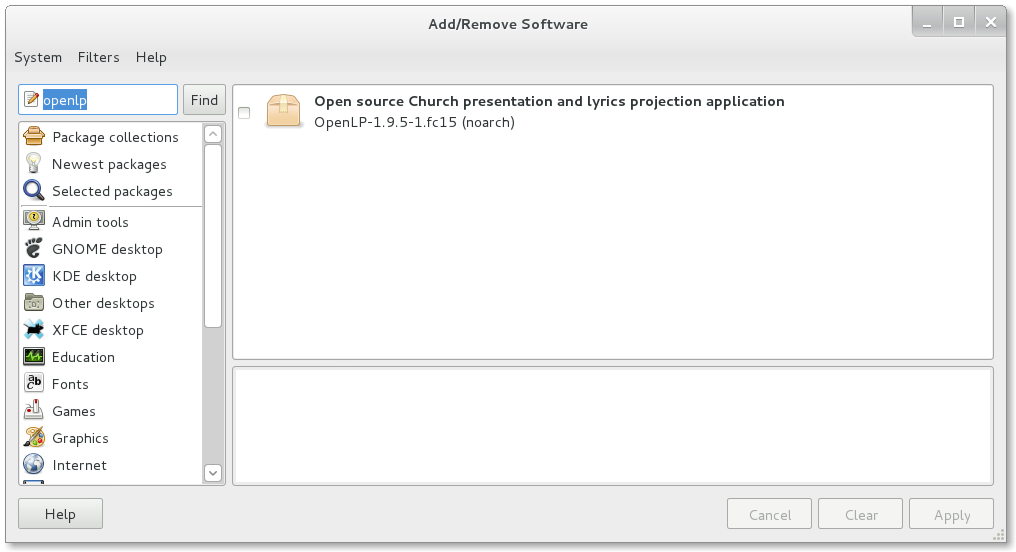 Add/Remove Software
System Filters Help
openlp Find
Package collections
Newest packages
Selected packages
Admin tools
GNOME desktop
KDE desktop
Other desktops
XFCE desktop
Education
Fonts
Games
Graphics
Internet
Open source Church presentation and lyrics projection application
OpenLP-1.9.5-1.fc15 (noarch)
Help Cancel Clear Apply